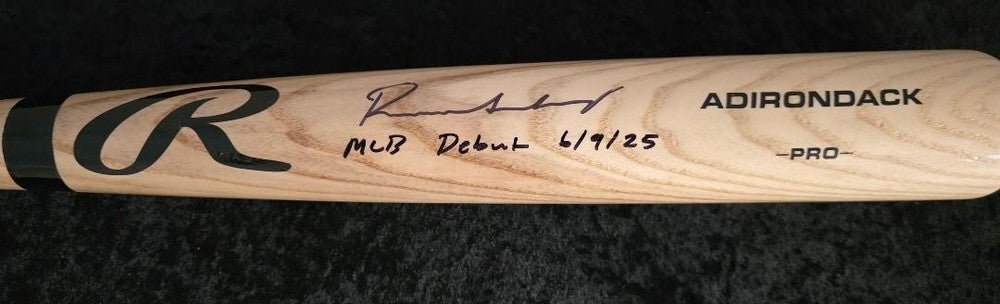 R
MLB Debut 6/9/25
ADIRONDACK
-PRO-